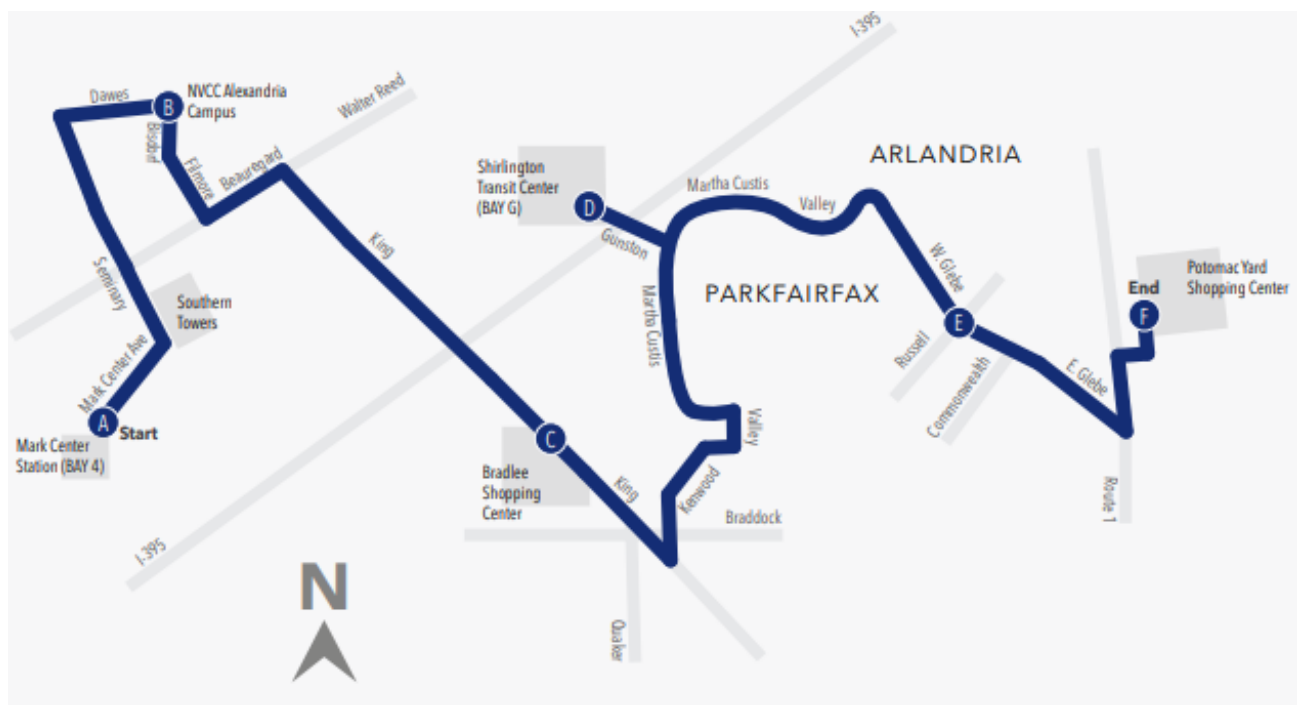 I-395
Dawes
NVCC Alexandria
Campus
B
Bisdorf
Walter Reed
Filmore
Beauregard
Shirlington
Transit Center
(BAY G)
D
Gunston
Martha Custis
Valley
ARLANDRIA
King
Seminary
Southern
Towers
Martha Custis
PARKFAIRFAX
W. Glebe
Potomac Yard
Shopping Center
End
F
E
Russell
Commonwealth
E. Glebe
Mark Center Ave
A
Start
Mark Center
Station (BAY 4)
C
Bradlee
Shopping
Center
King
Valley
Kenwood
Braddock
Route 1
I-395
N
Quaker